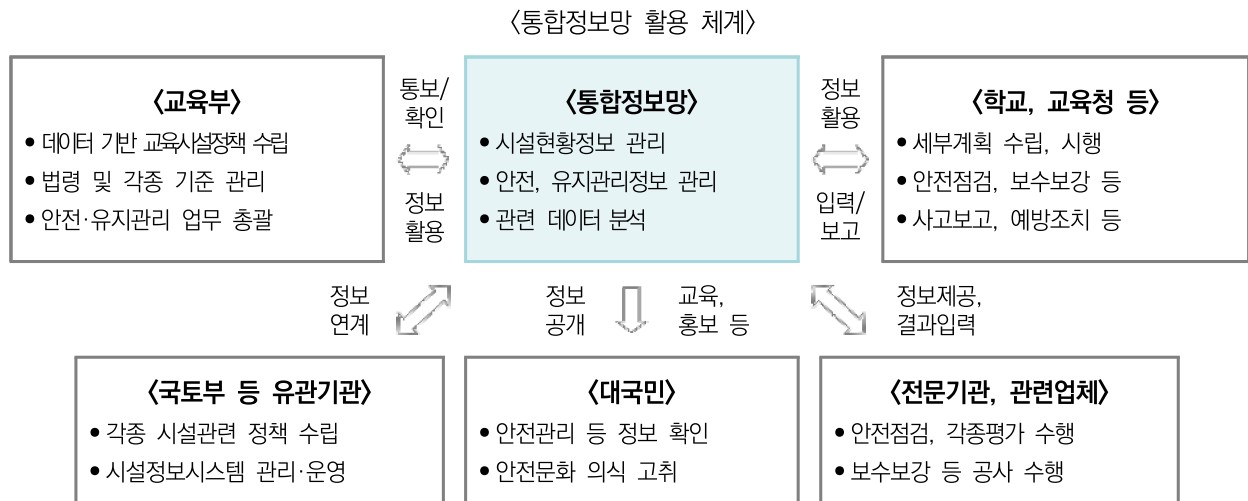 〈통합정보망 활용 체계〉
〈교육부〉
• 데이터 기반 교육시설정책 수립
• 법령 및 각종 기준 관리
• 안전·유지관리 업무 총괄
통보/
확인
정보
활용
〈통합정보망〉
• 시설현황정보 관리
• 안전, 유지관리정보 관리
• 관련 데이터 분석
정보
활용
입력/
보고
〈학교, 교육청 등〉
• 세부계획 수립, 시행
• 안전점검, 보수보강 등
• 사고보고, 예방조치 등
정보
연계
정보
공개
교육,
홍보 등
정보제공,
결과입력
〈국토부 등 유관기관〉
• 각종 시설관련 정책 수립
• 시설정보시스템 관리·운영
〈대국민〉
• 안전관리 등 정보 확인
• 안전문화 의식 고취
〈전문기관, 관련업체〉
• 안전점검, 각종평가 수행
• 보수보강 등 공사 수행